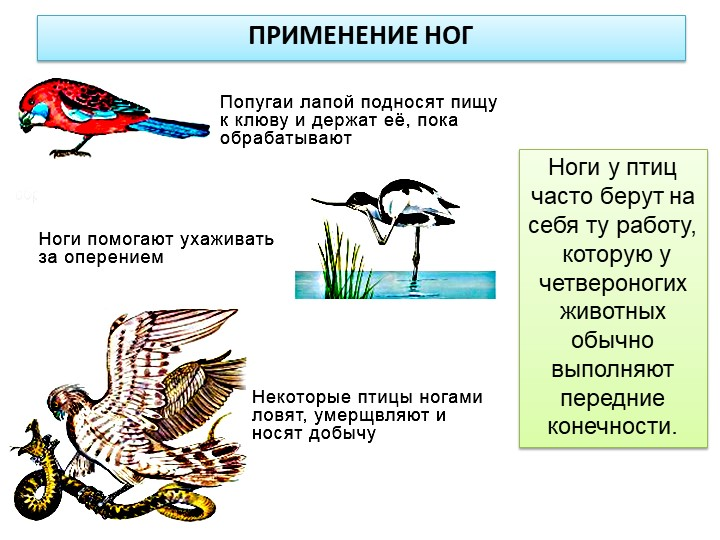 ПРИМЕНЕНИЕ НОГ
Попугаи лапой подносят пищу
к клюву и держат её, пока
обрабатывают
Ноги помогают ухаживать
за оперением
Некоторые птицы ногами
ловят, умерщвляют и
носят добычу
Ноги у птиц
часто берут на
себя ту работу,
которую у
четвероногих
животных
обычно
выполняют
передние
конечности.